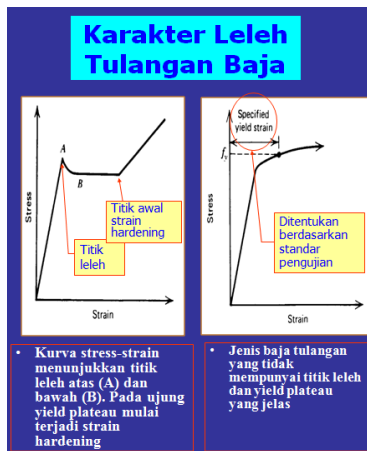 Karakter Leleh
Tulangan Baja
A
B
Stress
Strain
Titik
leleh
Titik awal
strain
hardening
Specified
yield strain
fy
Stress
Strain
Ditentukan
berdasarkan
standar
pengujian
• Kurva stress-strain
menunjukkan titik
leleh atas (A) dan
bawah (B). Pada ujung
yield plateau mulai
terjadi strain
hardening
• Jenis baja tulangan
yang tidak
mempunyai titik leleh
dan yield plateau
yang jelas